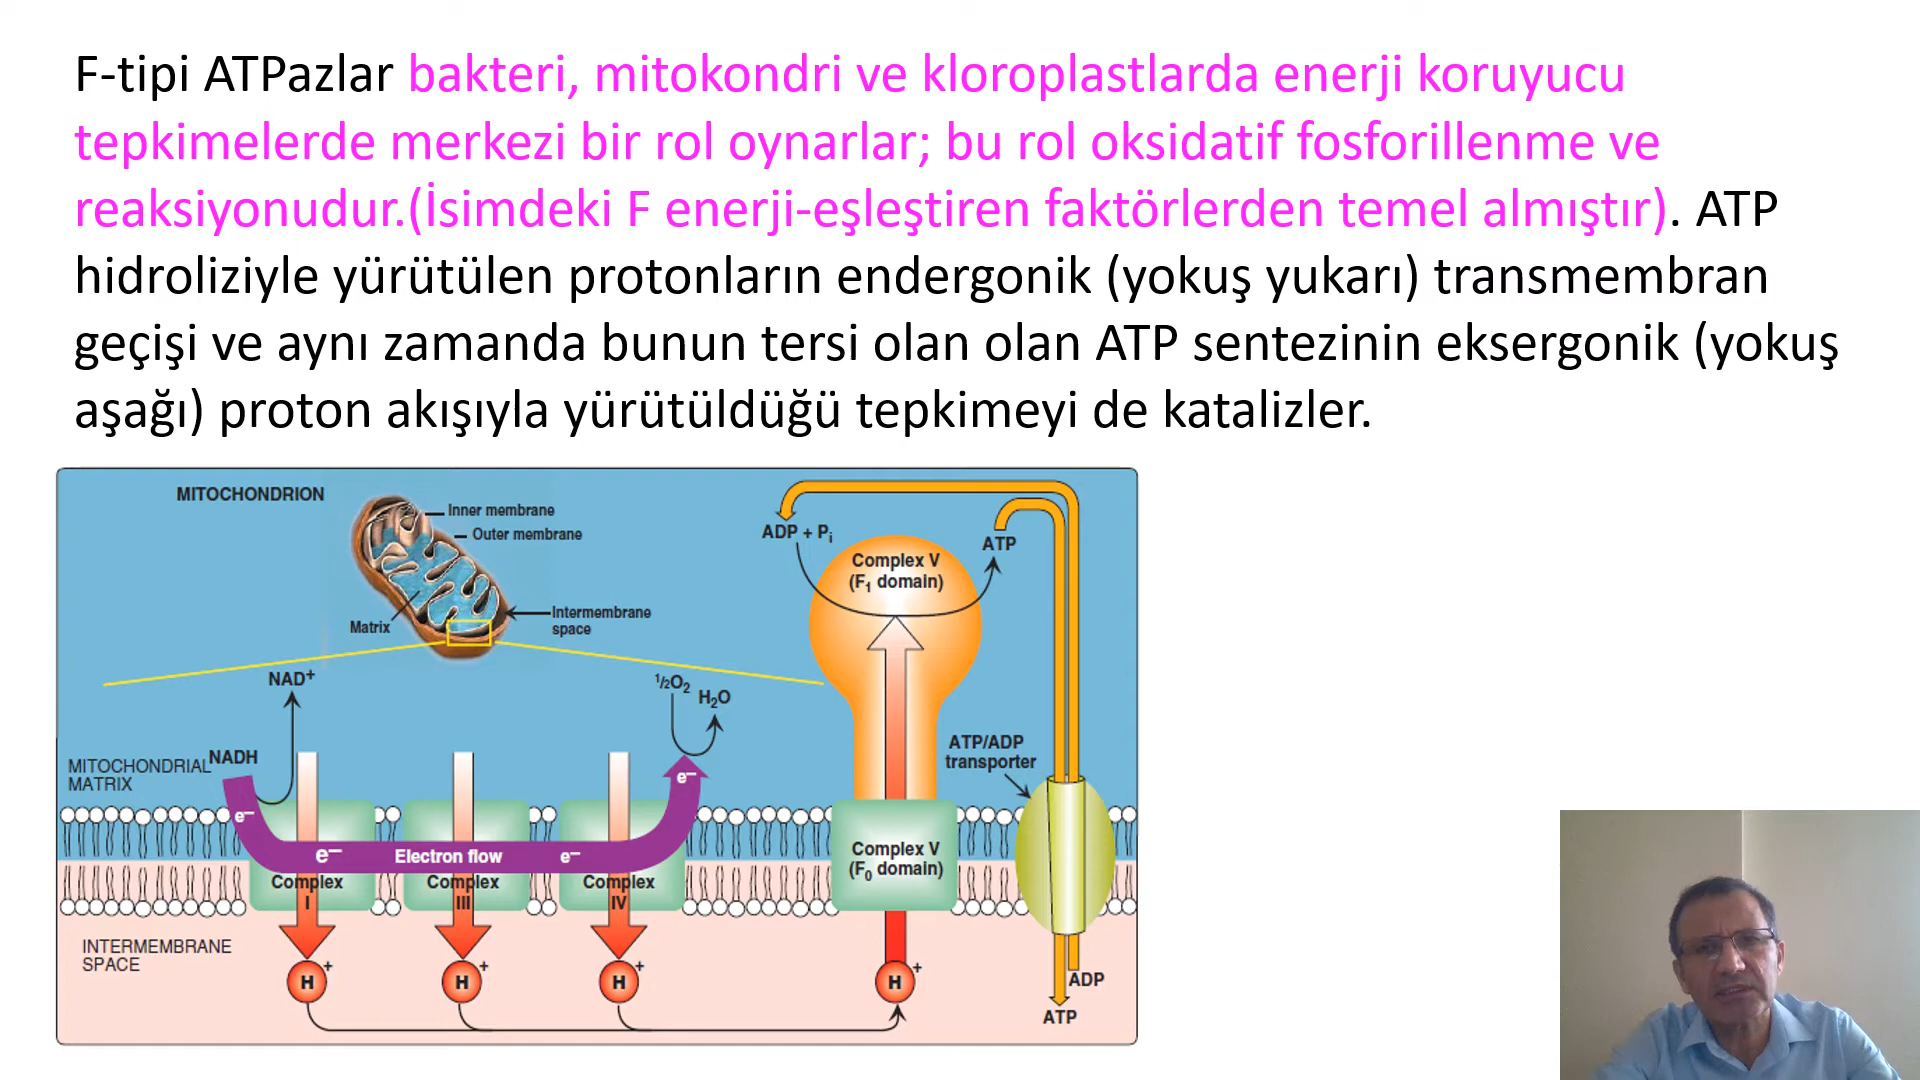 F-tipi ATPazlar bakteri, mitokondri ve kloroplastlarda enerji koruyucu
tepkimelerde merkezi bir rol oynarlar; bu rol oksidatif fosforillenme ve
reaksiyonudur.(İsimdeki F enerji-eşleştiren faktörlerden temel almıştır). ATP
hidroliziyle yürütülen protonların endergonik (yokuş yukarı) transmembran
geçişi ve aynı zamanda bunun tersi olan olan ATP sentezinin eksergonik (yokuş
aşağı) proton akışıyla yürütüldüğü tepkimeyi de katalizler.
MITOCHONDRION
Inner membrane
Outer membrane
Matrix
Intermembrane
space
ADP + Pi
ATP
Complex V
(F1 domain)
NAD+
NADH
½O2
H2O
MITOCHONDRIAL
MATRIX
ATP/ADP
transporter
e–
e–
Electron flow
e–
e–
Complex
I
Complex
III
Complex
IV
Complex V
(F0 domain)
INTERMEMBRANE
SPACE
H+
H+
H+
H+
ADP
ATP